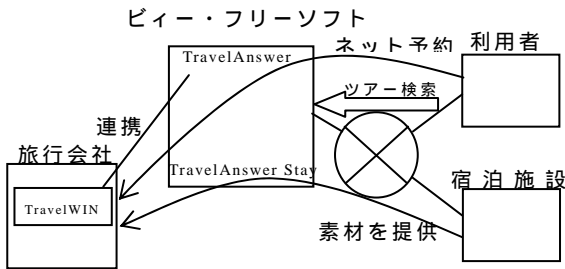 ビィー・フリーソフト
TravelAnswer
ネット予約
利用者
ツアー検索
連携
旅行会社
TravelAnswer Stay
宿泊施設
TravelWIN
素材を提供